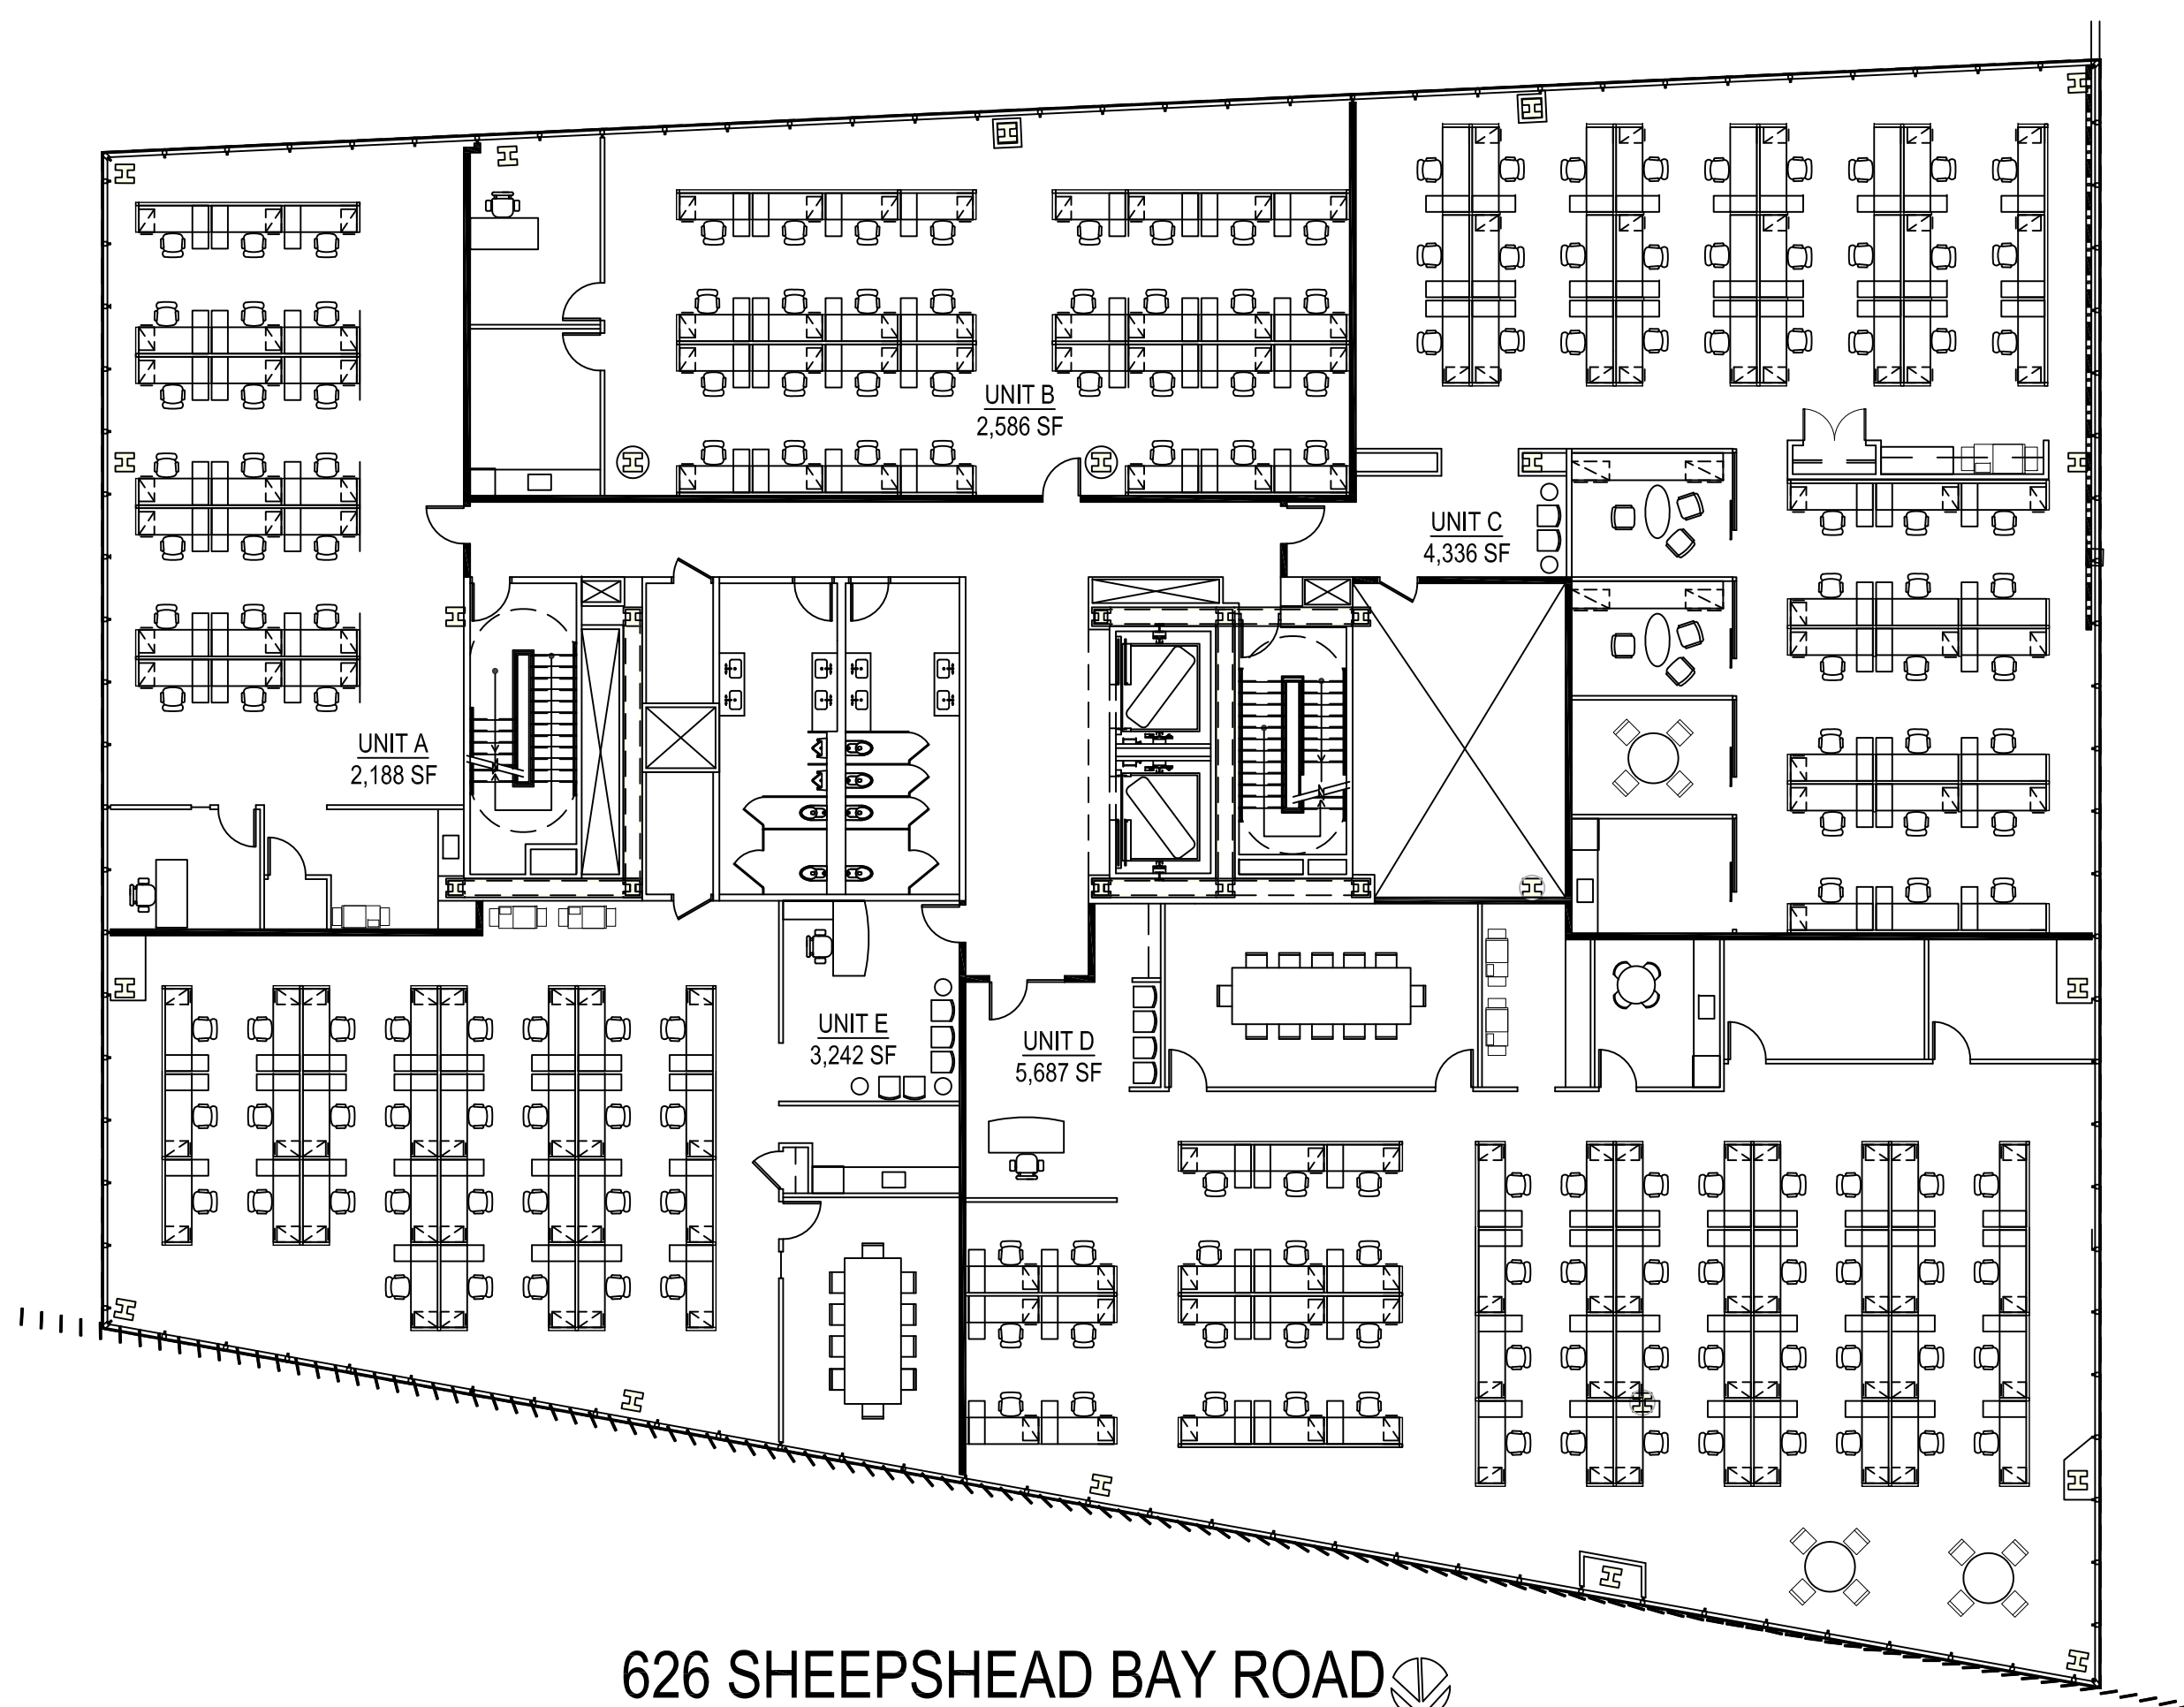 UNIT B
2,586 SF
UNIT C
4,336 SF
UNIT A
2,188 SF
UNIT E
3,242 SF
UNIT D
5,687 SF
626 SHEEPSHEAD BAY ROAD